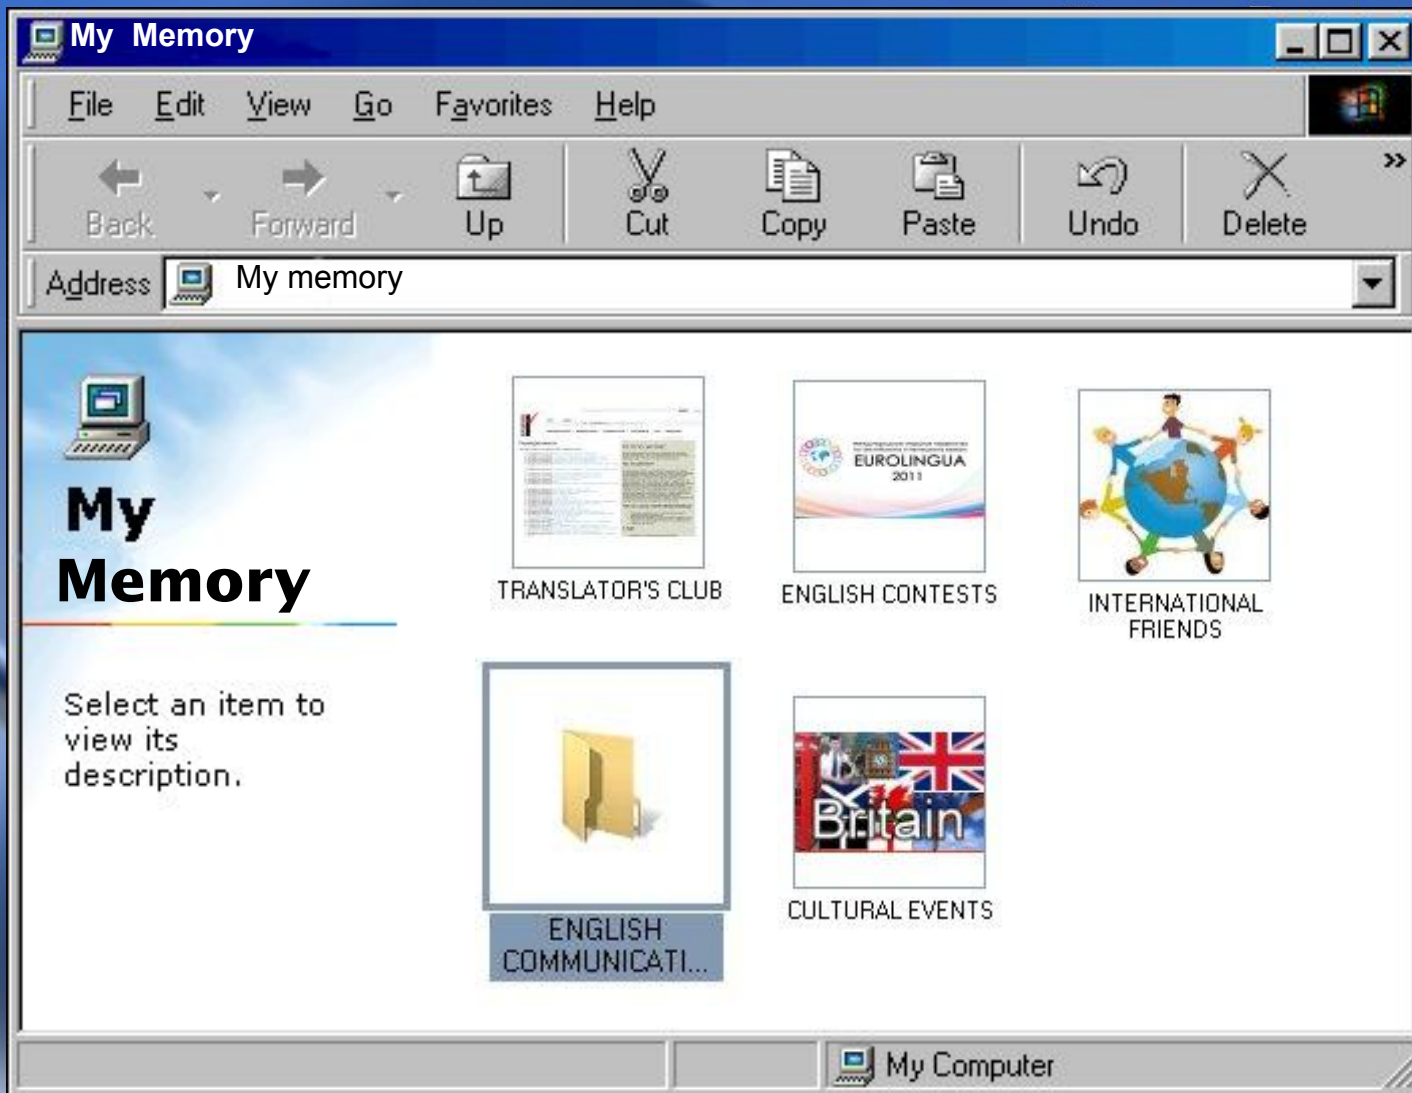 My Memory
File Edit View Go Favorites Help
Back Forward Up Cut Copy Paste Undo Delete
Address My memory
My
Memory
Select an item to
view its
description.
EUROLINGUA
2011
TRANSLATOR'S CLUB
ENGLISH CONTESTS
INTERNATIONAL
FRIENDS
Britain
ENGLISH
COMMUNICATI...
CULTURAL EVENTS
My Computer